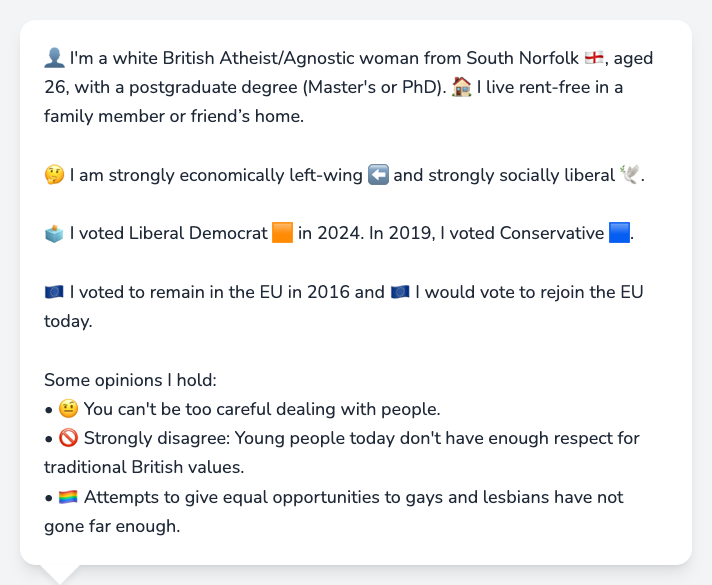 👤 I'm a white British Atheist/Agnostic woman from South Norfolk 🏴󠁧󠁢󠁥󠁮󠁧󠁿, aged
26, with a postgraduate degree (Master's or PhD). 🏠 I live rent-free in a
family member or friend’s home.
🤔 I am strongly economically left-wing ⬅️ and strongly socially liberal 🕊️.
🗳️ I voted Liberal Democrat 🟧 in 2024. In 2019, I voted Conservative 🟦.
🇪🇺 I voted to remain in the EU in 2016 and 🇪🇺 I would vote to rejoin the EU
today.
Some opinions I hold:
• 🤨 You can't be too careful dealing with people.
• 🚫 Strongly disagree: Young people today don't have enough respect for
traditional British values.
• 🏳️‍🌈 Attempts to give equal opportunities to gays and lesbians have not
gone far enough.